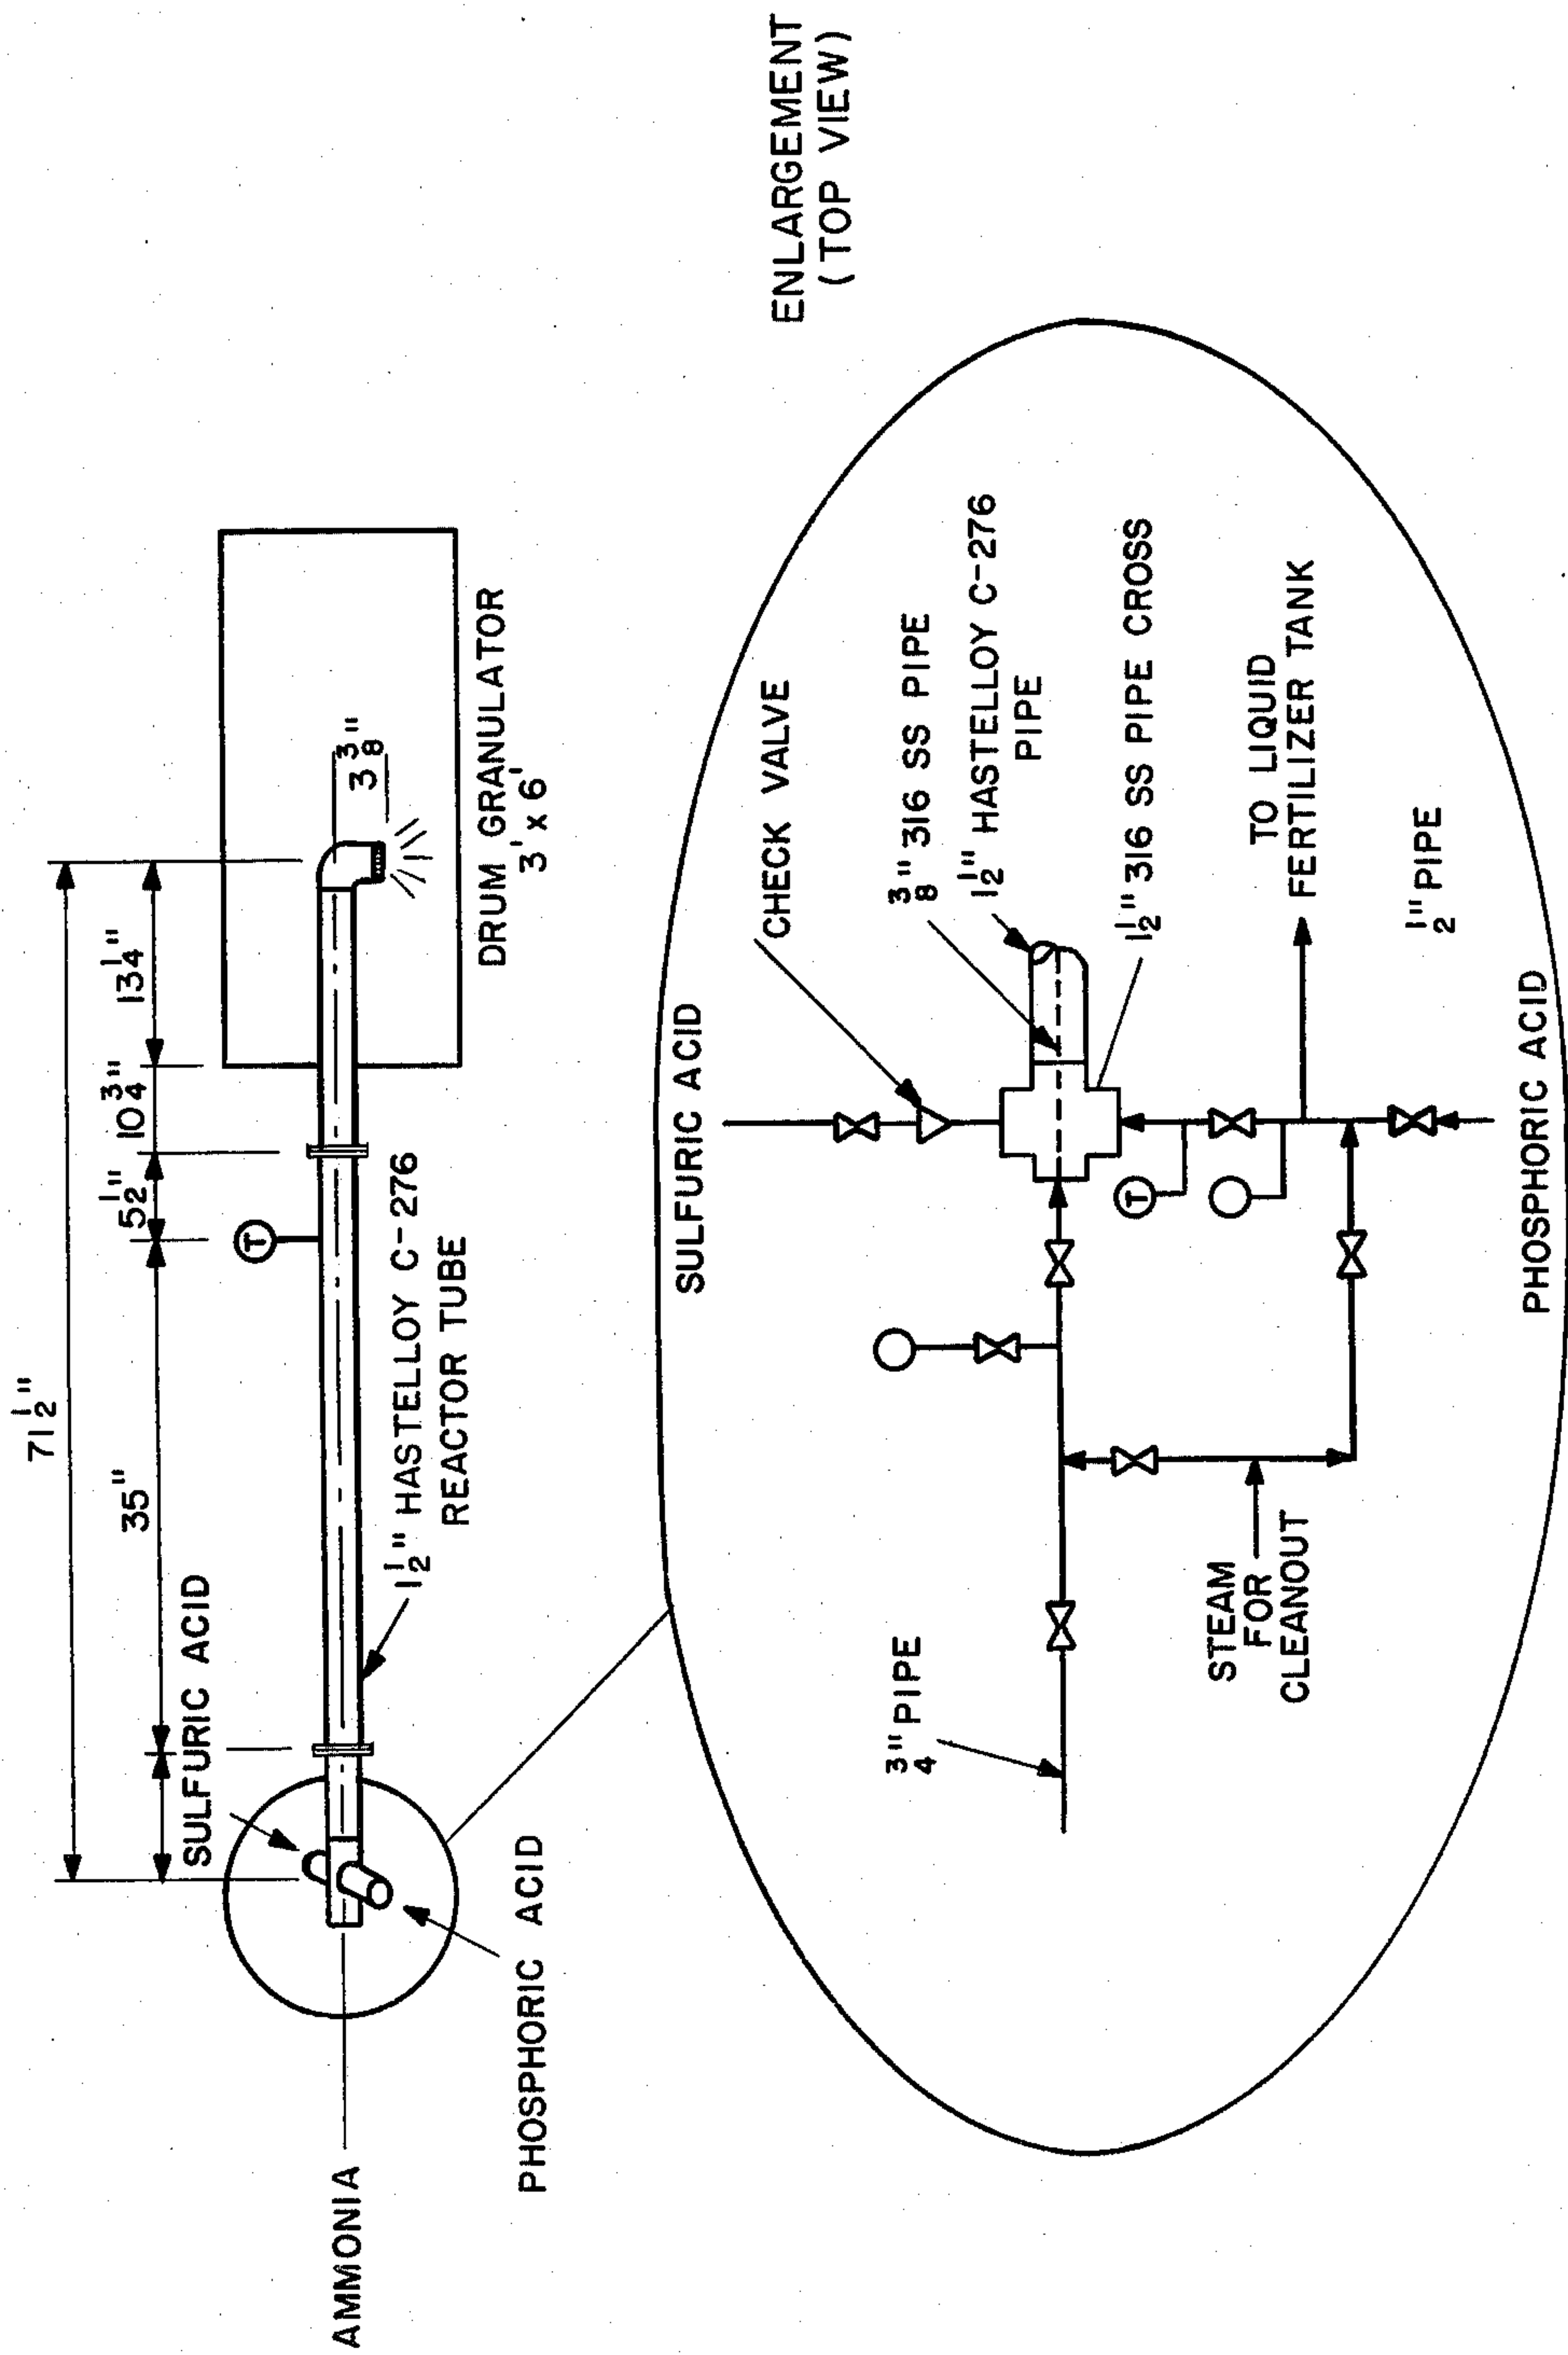 71 1/2"
35"
5 1/2"
10 3/4"
13 1/4"
SULFURIC ACID
T
3 3/8"
AMMONIA
1 1/2" HASTELLOY C-276
REACTOR TUBE
DRUM GRANULATOR
3' x 6'
PHOSPHORIC ACID
ENLARGEMENT
(TOP VIEW)
SULFURIC ACID
CHECK VALVE
3/4" PIPE
3/8" 316 SS PIPE
1 1/2" HASTELLOY C-276
PIPE
1 1/2" 316 SS PIPE CROSS
T
STEAM
FOR
CLEANOUT
TO LIQUID
FERTILIZER TANK
1/2" PIPE
PHOSPHORIC ACID